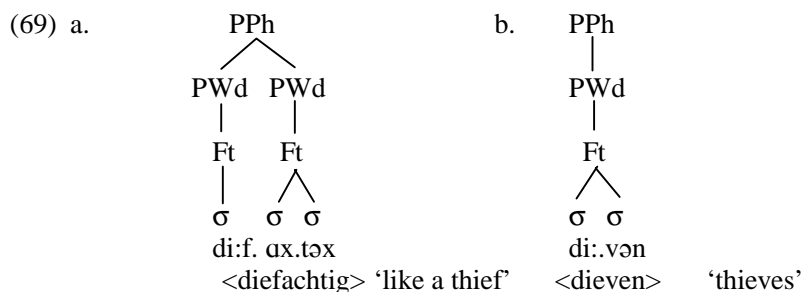 (69) a. PPh b. PPh
PWd PWd PWd
Ft Ft Ft
σ σ σ σ σ
di:f. ɑx.təx di:.vən
<diefachtig> ‘like a thief’ <dieven> ‘thieves’